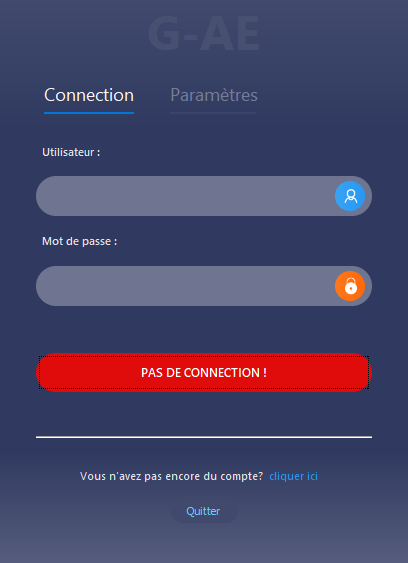 G-AE
Connection Paramètres
Utilisateur :
Mot de passe :
PAS DE CONNECTION !
Vous n'avez pas encore du compte? cliquer ici
Quitter